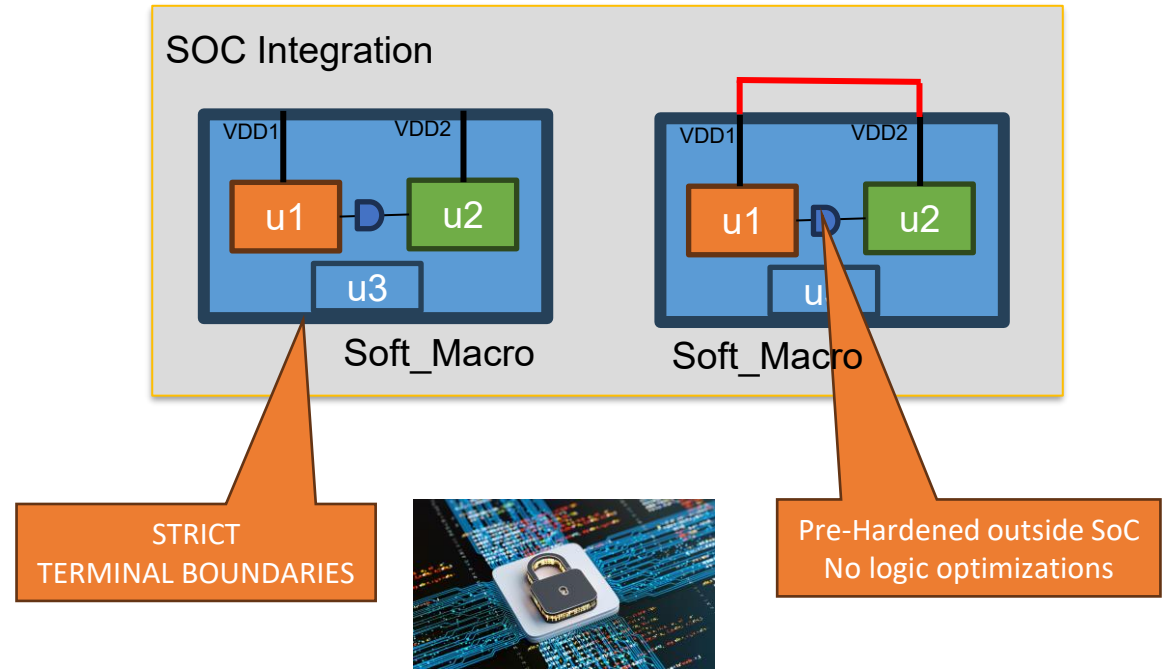 SOC Integration
VDD1
VDD2
u1
u2
u3
Soft_Macro
VDD1
VDD2
u1
u2
Soft_Macro
STRICT
TERMINAL BOUNDARIES
Pre-Hardened outside SoC
No logic optimizations